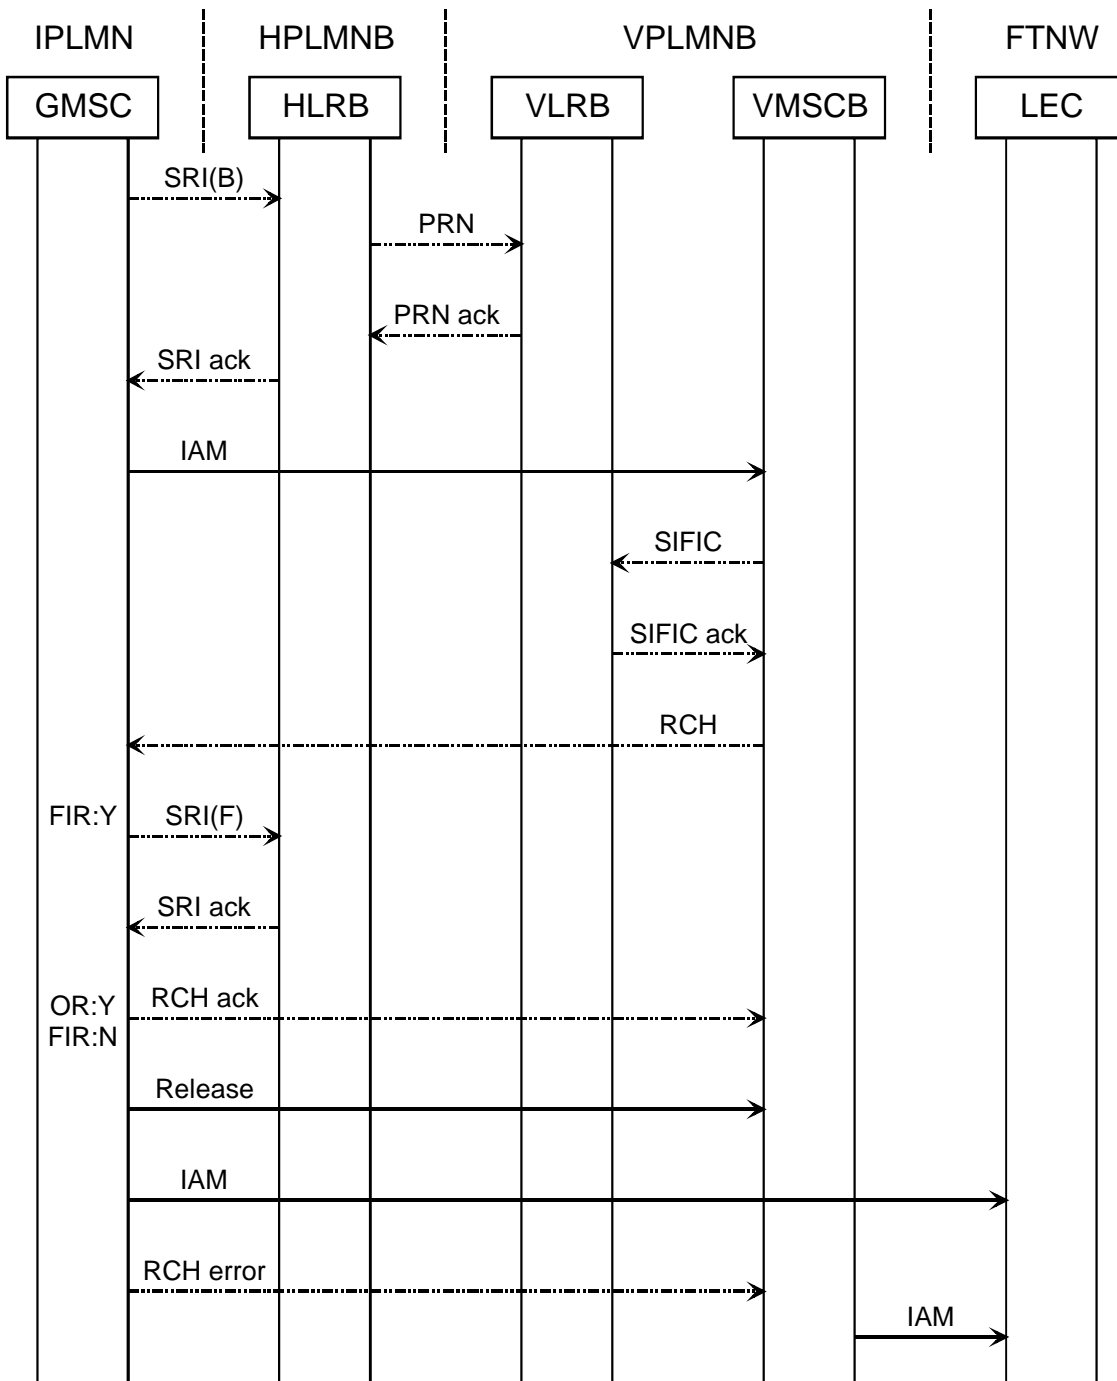 IPLMN HPLMNB VPLMNB FTNW
GMSC HLRB VLRB VMSCB LEC
SRI(B)
PRN
PRN ack
SRI ack
IAM
SIFIC
SIFIC ack
RCH
FIR:Y SRI(F)
SRI ack
OR:Y RCH ack
FIR:N
Release
IAM
RCH error
IAM